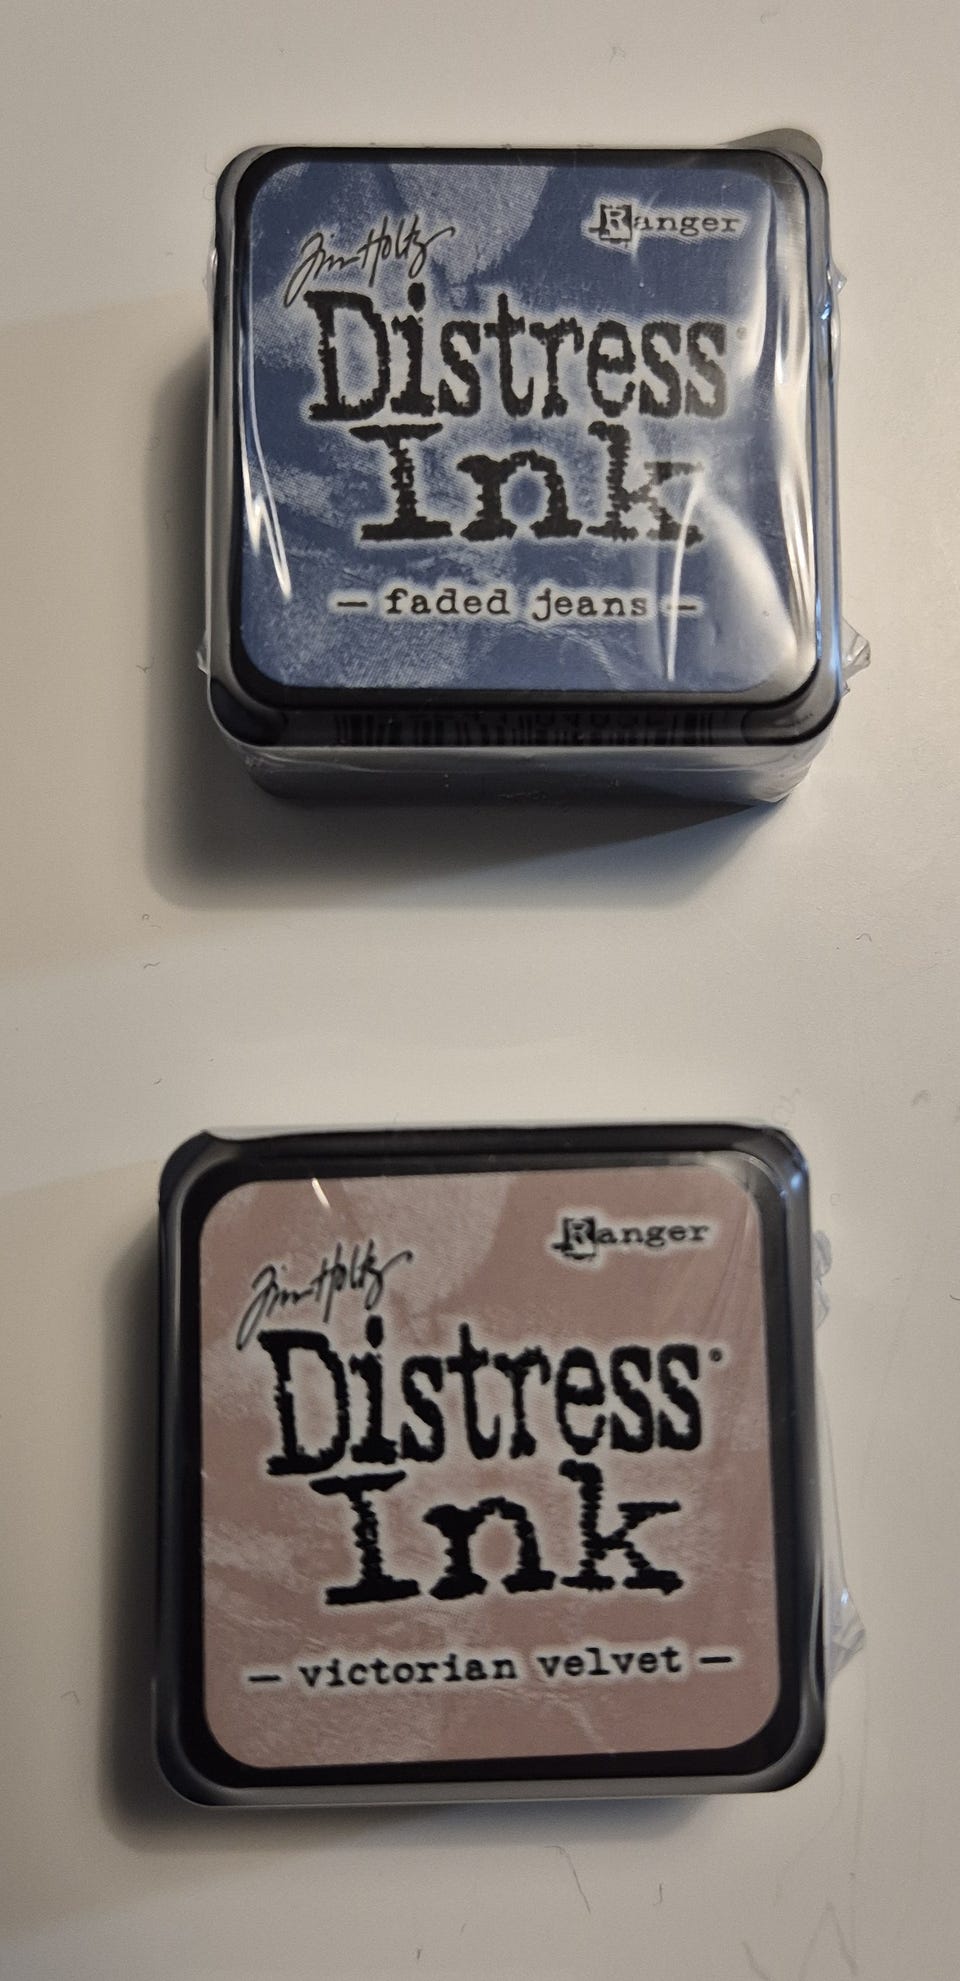 Ranger
Tim Holtz
Distress®
Ink
— faded jeans —
Ranger
Tim Holtz
Distress®
Ink
— victorian velvet —